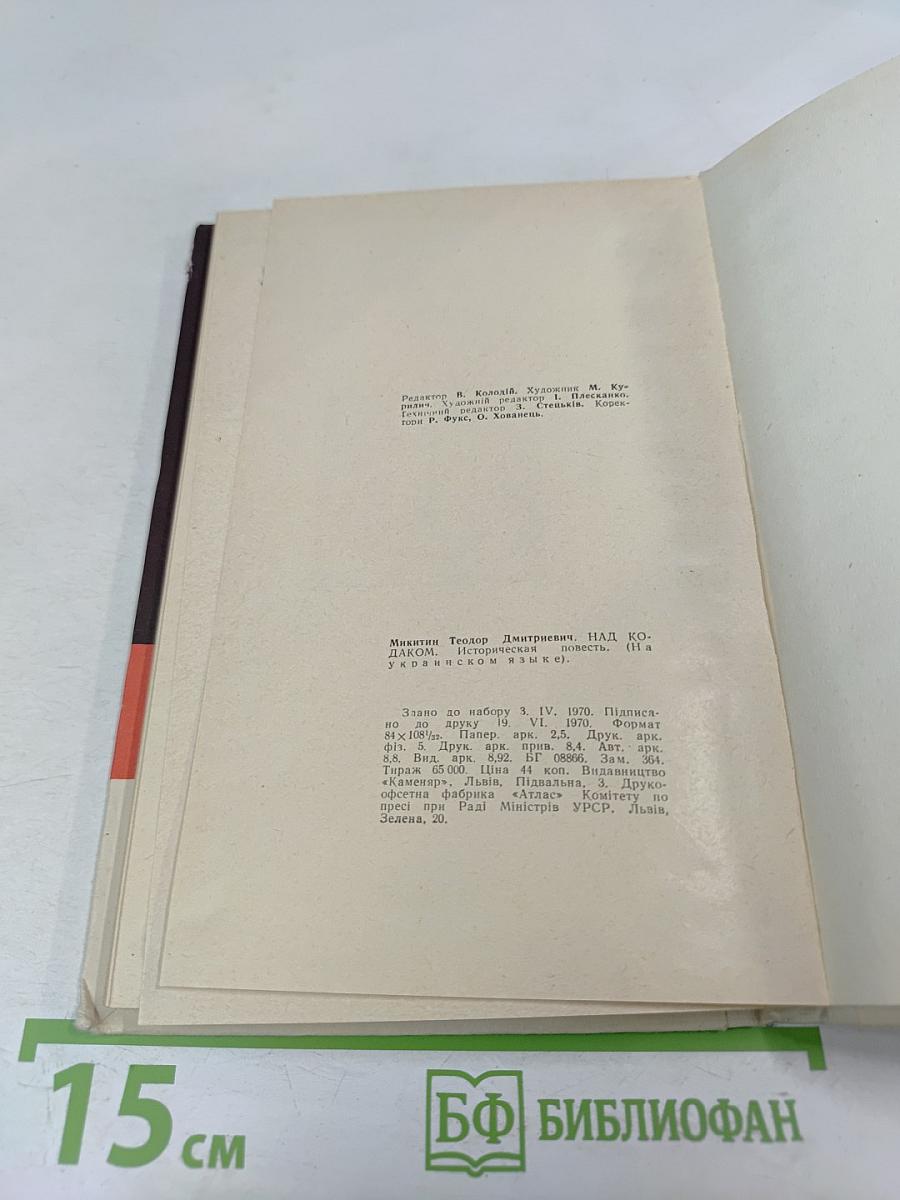 Редактор В. Колодій. Художник М. Ку-
рилич. Художній редактор І. Плесканко.
Технічний редактор З. Стецьків. Корек-
тори Р. Фукс, О. Хованець.
Микитин Теодор Дмитриевич. НАД КО-
ДАКОМ. Историческая повесть. (На
украинском языке).
Здано до набору 3. IV. 1970. Підписа-
но до друку 19. VI. 1970. Формат
84×108¹/₃₂. Папер. арк. 2,5. Друк. арк.
фіз. 5. Друк. арк. прив. 8,4. Авт. арк.
8,8. Вид. арк. 8,92. БГ 08866. Зам. 364.
Тираж 65 000. Ціна 44 коп. Видавництво
«Каменяр», Львів, Підвальна, 3. Друко-
офсетна фабрика «Атлас» Комітету по
пресі при Раді Міністрів УРСР. Львів,
Зелена, 20.
15 см
БФ БИБЛИОФАН